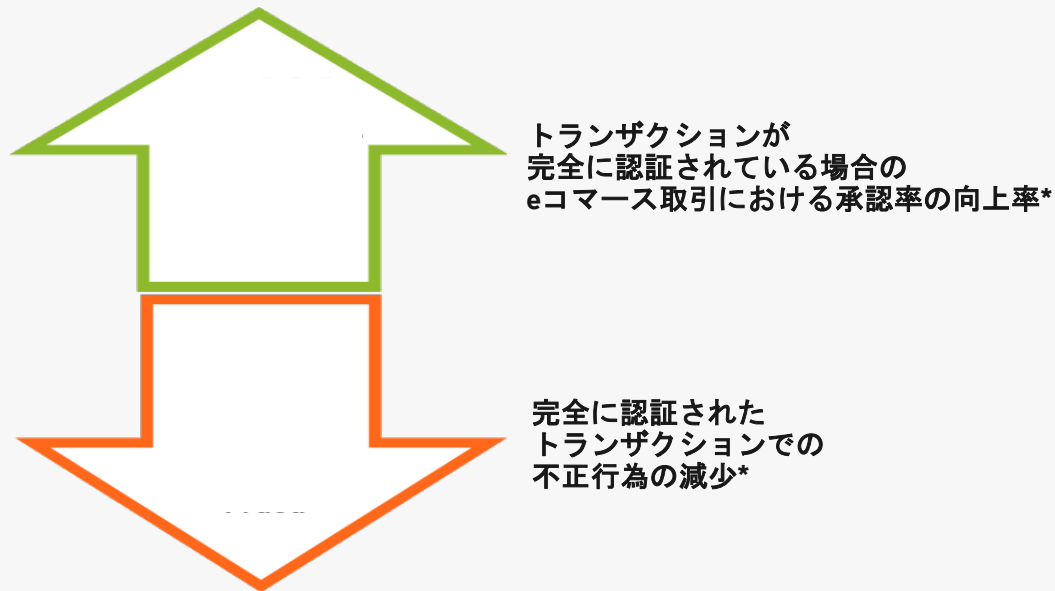 トランザクションが
完全に認証されている場合の
eコマース取引における承認率の向上率*
完全に認証された
トランザクションでの
不正行為の減少*